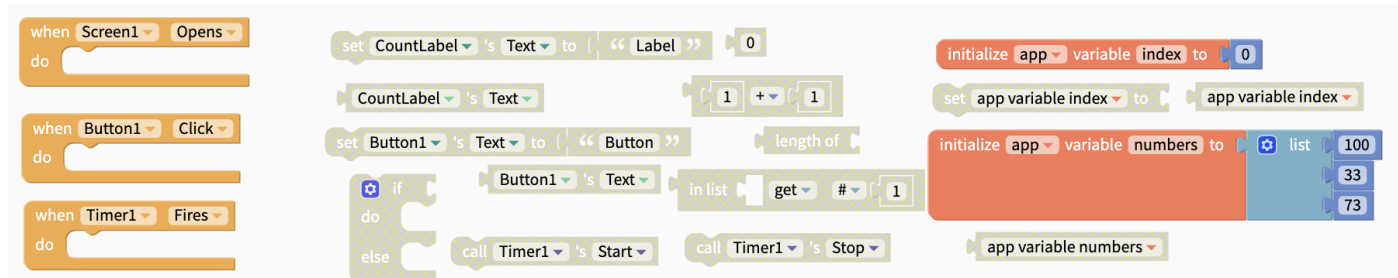 when Screen1 Opens
do
when Button1 Click
do
when Timer1 Fires
do
set CountLabel 's Text to “ Label ”
0
CountLabel 's Text
1 + 1
set Button1 's Text to “ Button ”
length of
if
do
else
Button1 's Text
in list get # 1
call Timer1 's Start
call Timer1 's Stop
initialize app variable index to 0
set app variable index to
app variable index
initialize app variable numbers to list 100
33
73
app variable numbers